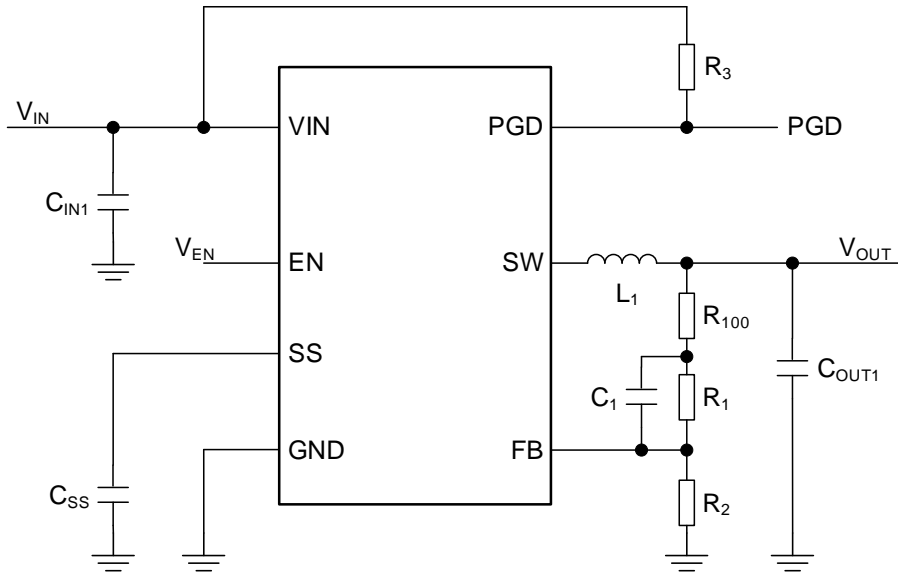 R3
VIN
VIN
PGD
PGD
CIN1
VEN
EN
SW
VOUT
L1
R100
SS
C1
R1
COUT1
GND
FB
CSS
R2